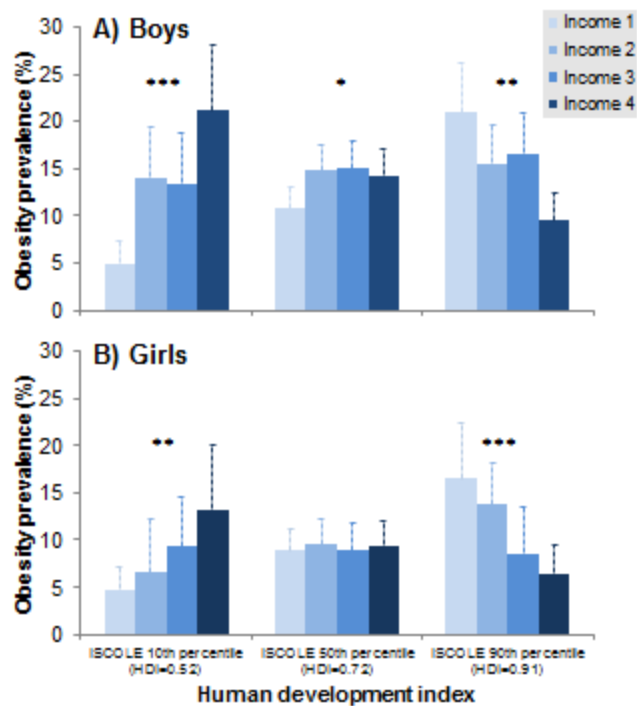 A) Boys
Income 1
Income 2
Income 3
Income 4
Obesity prevalence (%)
30
25
20
15
10
5
0
***
*
**
B) Girls
Obesity prevalence (%)
30
25
20
15
10
5
0
**
***
ISCOLE 10th percentile
(HDI=0.52)
ISCOLE 50th percentile
(HDI=0.72)
ISCOLE 90th percentile
(HDI=0.91)
Human development index